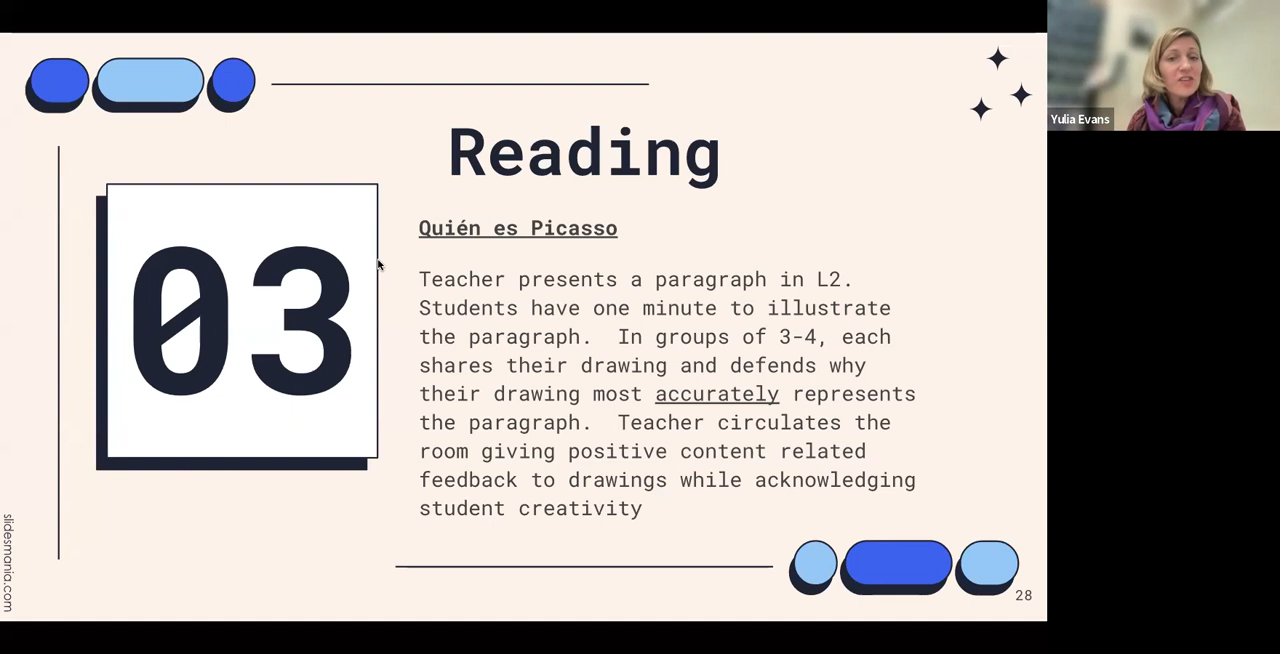 Reading
Yulia Evans
03
Quién es Picasso
Teacher presents a paragraph in L2.
Students have one minute to illustrate
the paragraph.  In groups of 3-4, each
shares their drawing and defends why
their drawing most accurately represents
the paragraph.  Teacher circulates the
room giving positive content related
feedback to drawings while acknowledging
student creativity
slidesmania.com
28